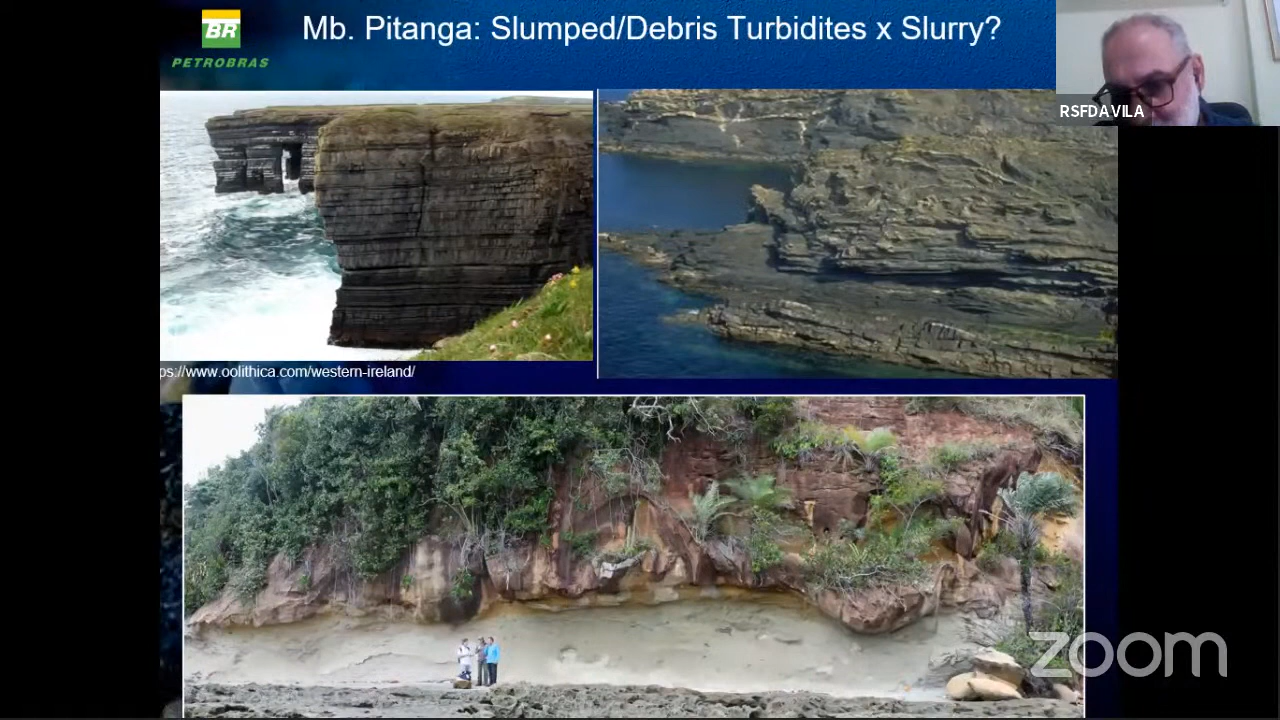 BR
PETROBRAS
Mb. Pitanga: Slumped/Debris Turbidites x Slurry?
RSFDAVILA
ps://www.oolithica.com/western-ireland/
zoom